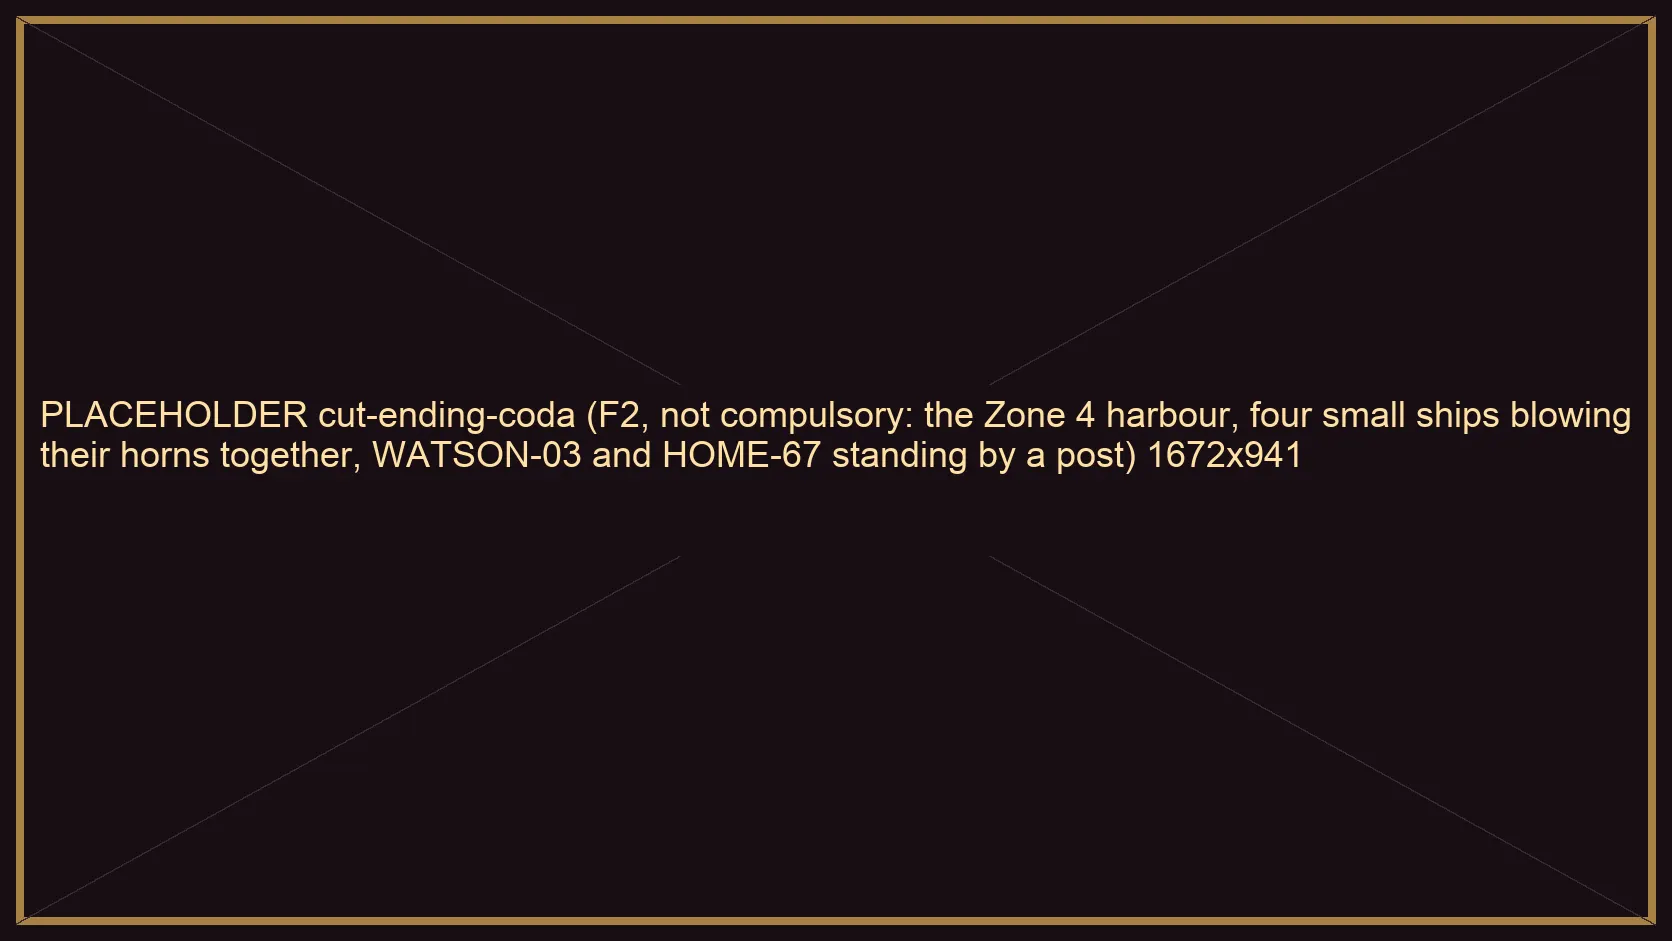 PLACEHOLDER cut-ending-coda (F2, not compulsory: the Zone 4 harbour, four small ships blowing
their horns together, WATSON-03 and HOME-67 standing by a post) 1672x941